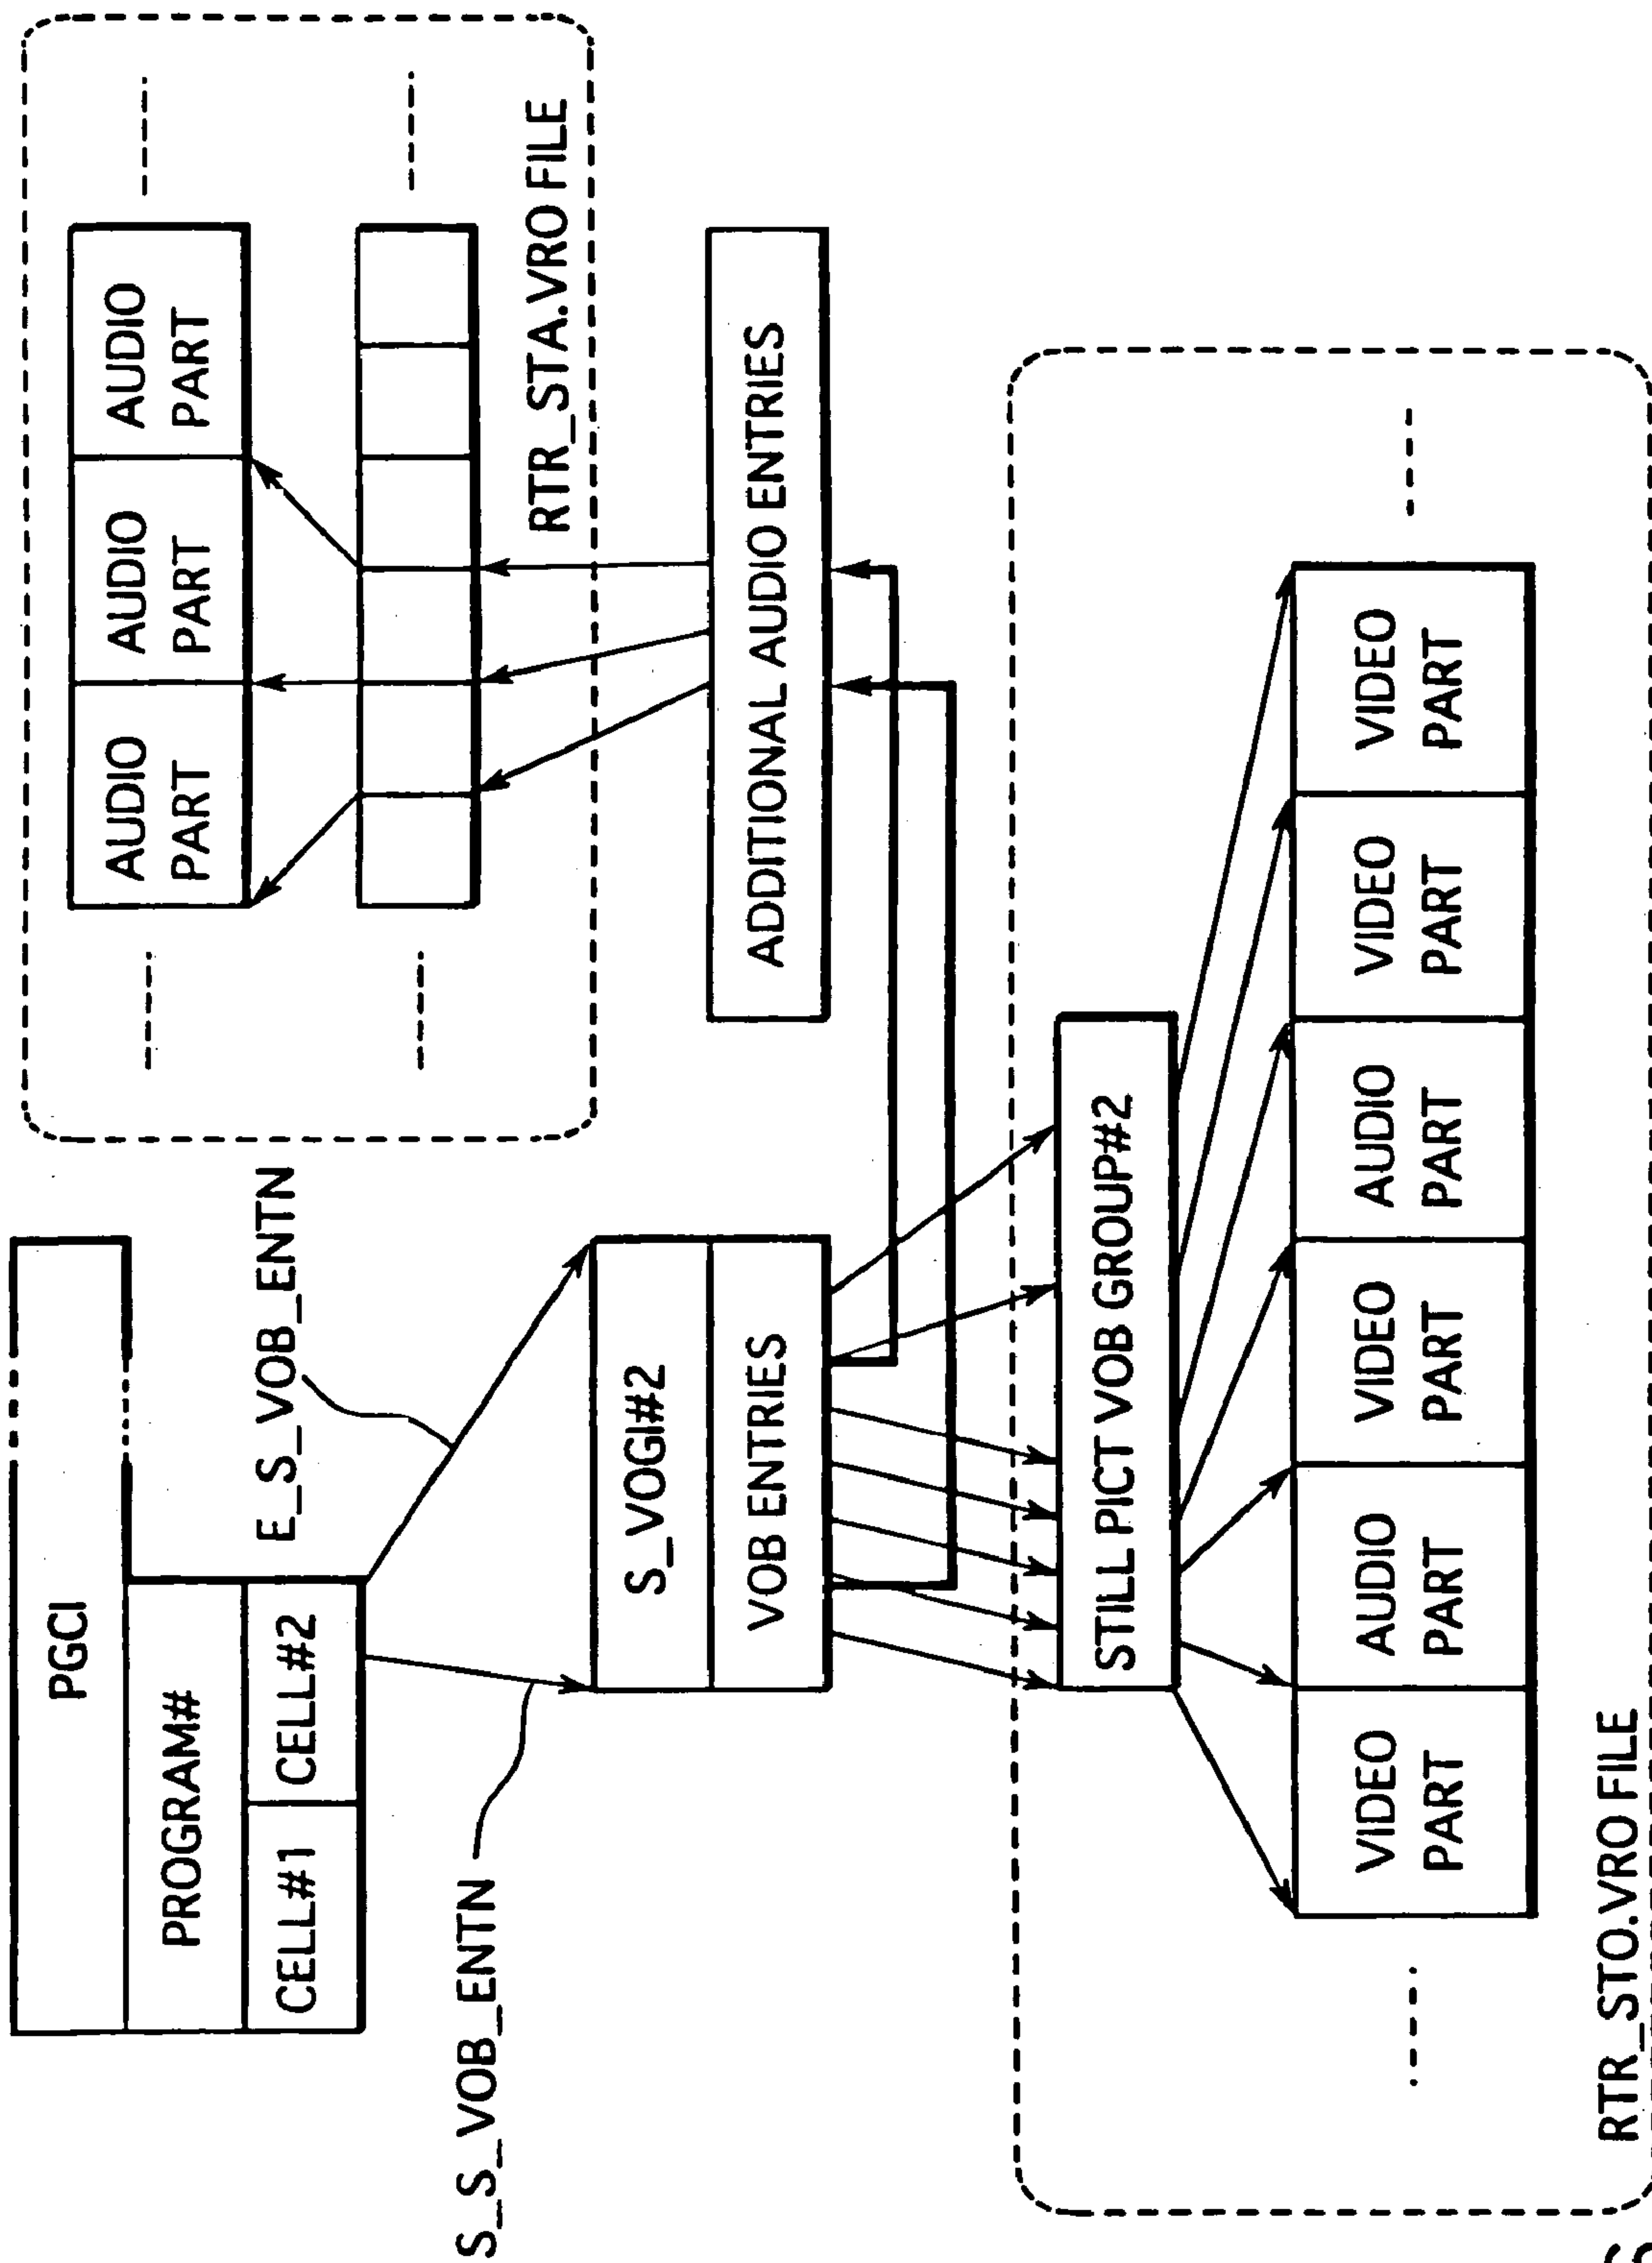 PGCI
PROGRAM#
CELL#1
CELL#2
E_S_VOB_ENTN
S_S_VOB_ENTN
S_VOGI#2
VOB ENTRIES
AUDIO
PART
AUDIO
PART
AUDIO
PART
RTR_STA.VRO FILE
ADDITIONAL AUDIO ENTRIES
STILL PICT VOB GROUP#2
VIDEO
PART
AUDIO
PART
VIDEO
PART
AUDIO
PART
VIDEO
PART
VIDEO
PART
RTR_STO.VRO FILE